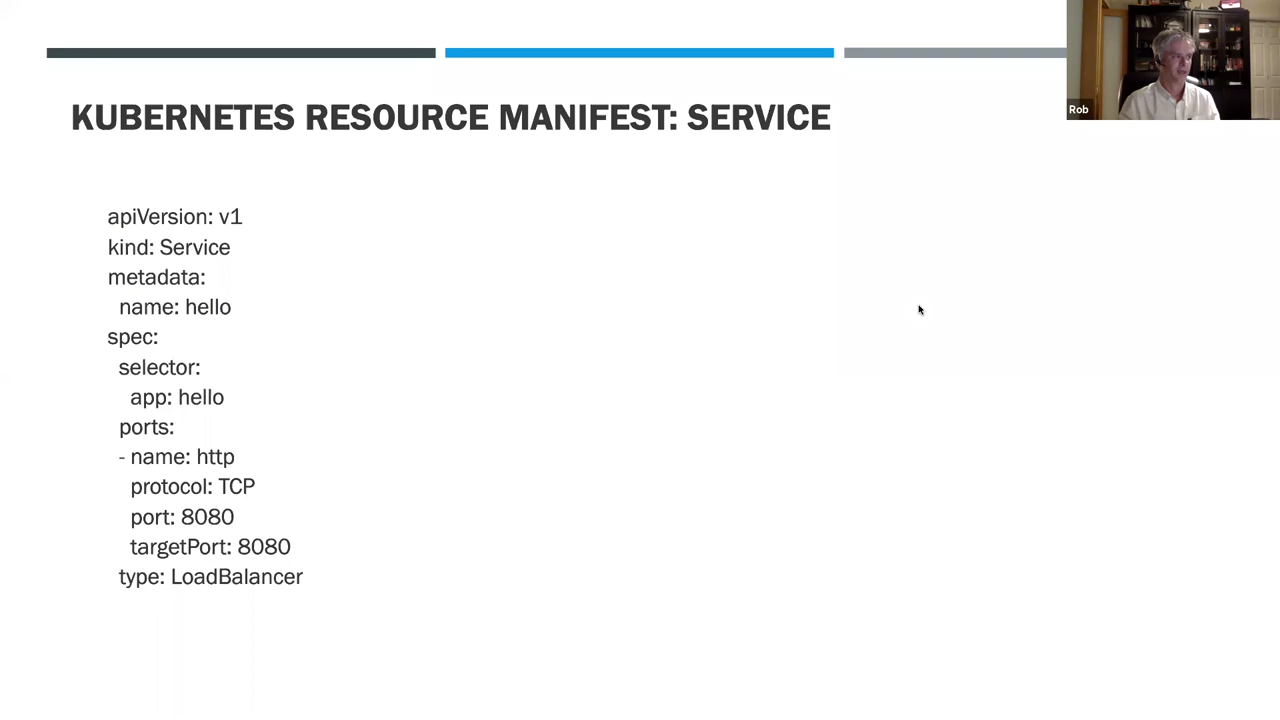 KUBERNETES RESOURCE MANIFEST: SERVICE
Rob
apiVersion: v1
kind: Service
metadata:
  name: hello
spec:
  selector:
    app: hello
  ports:
  - name: http
    protocol: TCP
    port: 8080
    targetPort: 8080
  type: LoadBalancer